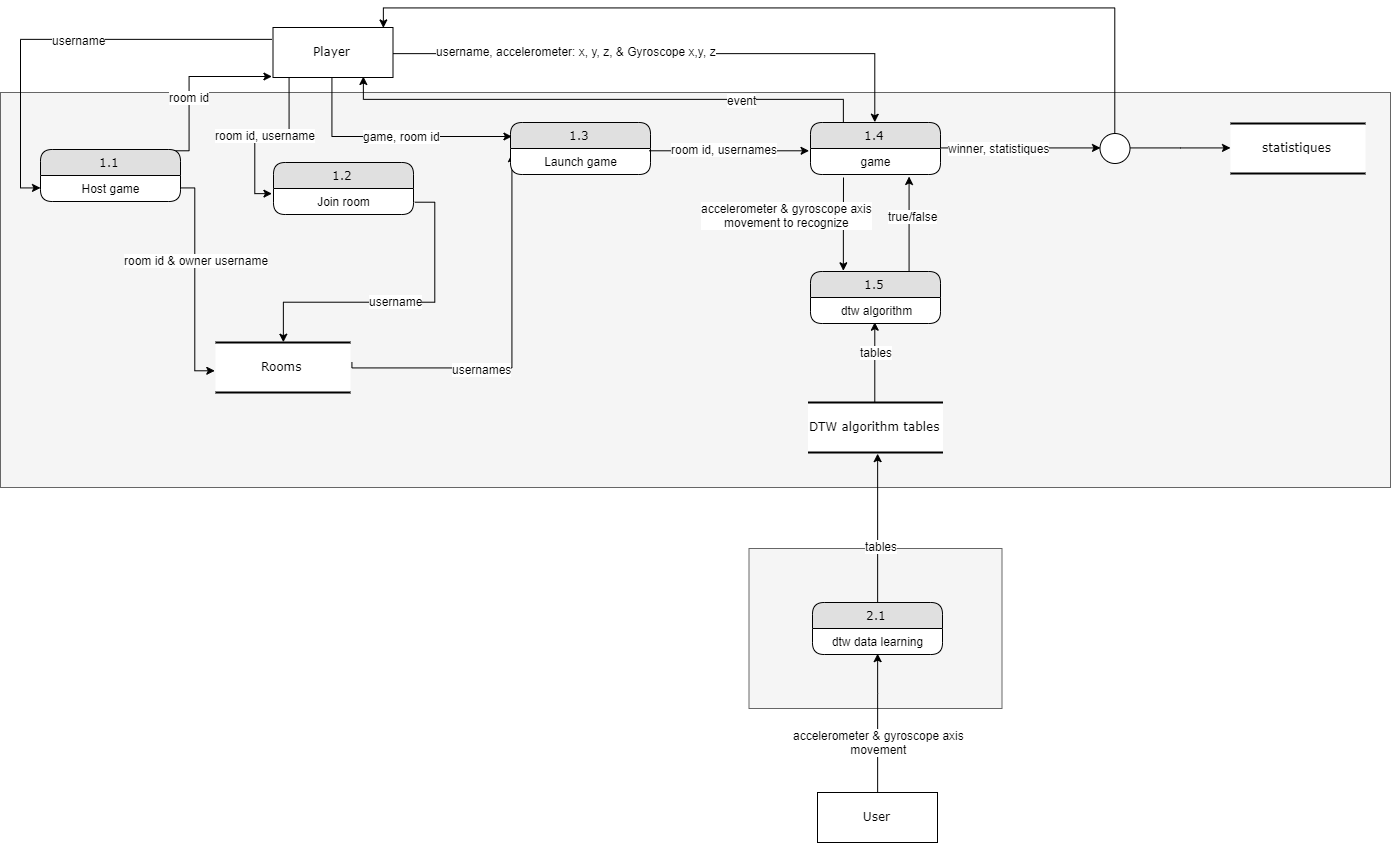 username
Player
username, accelerometer: x, y, z, & Gyroscope x,y, z
room id
event
room id, username
game, room id
1.3
Launch game
room id, usernames
1.4
game
winner, statistiques
statistiques
1.1
Host game
1.2
Join room
accelerometer & gyroscope axis
movement to recognize
true/false
room id & owner username
1.5
dtw algorithm
username
tables
Rooms
usernames
DTW algorithm tables
tables
2.1
dtw data learning
accelerometer & gyroscope axis
movement
User